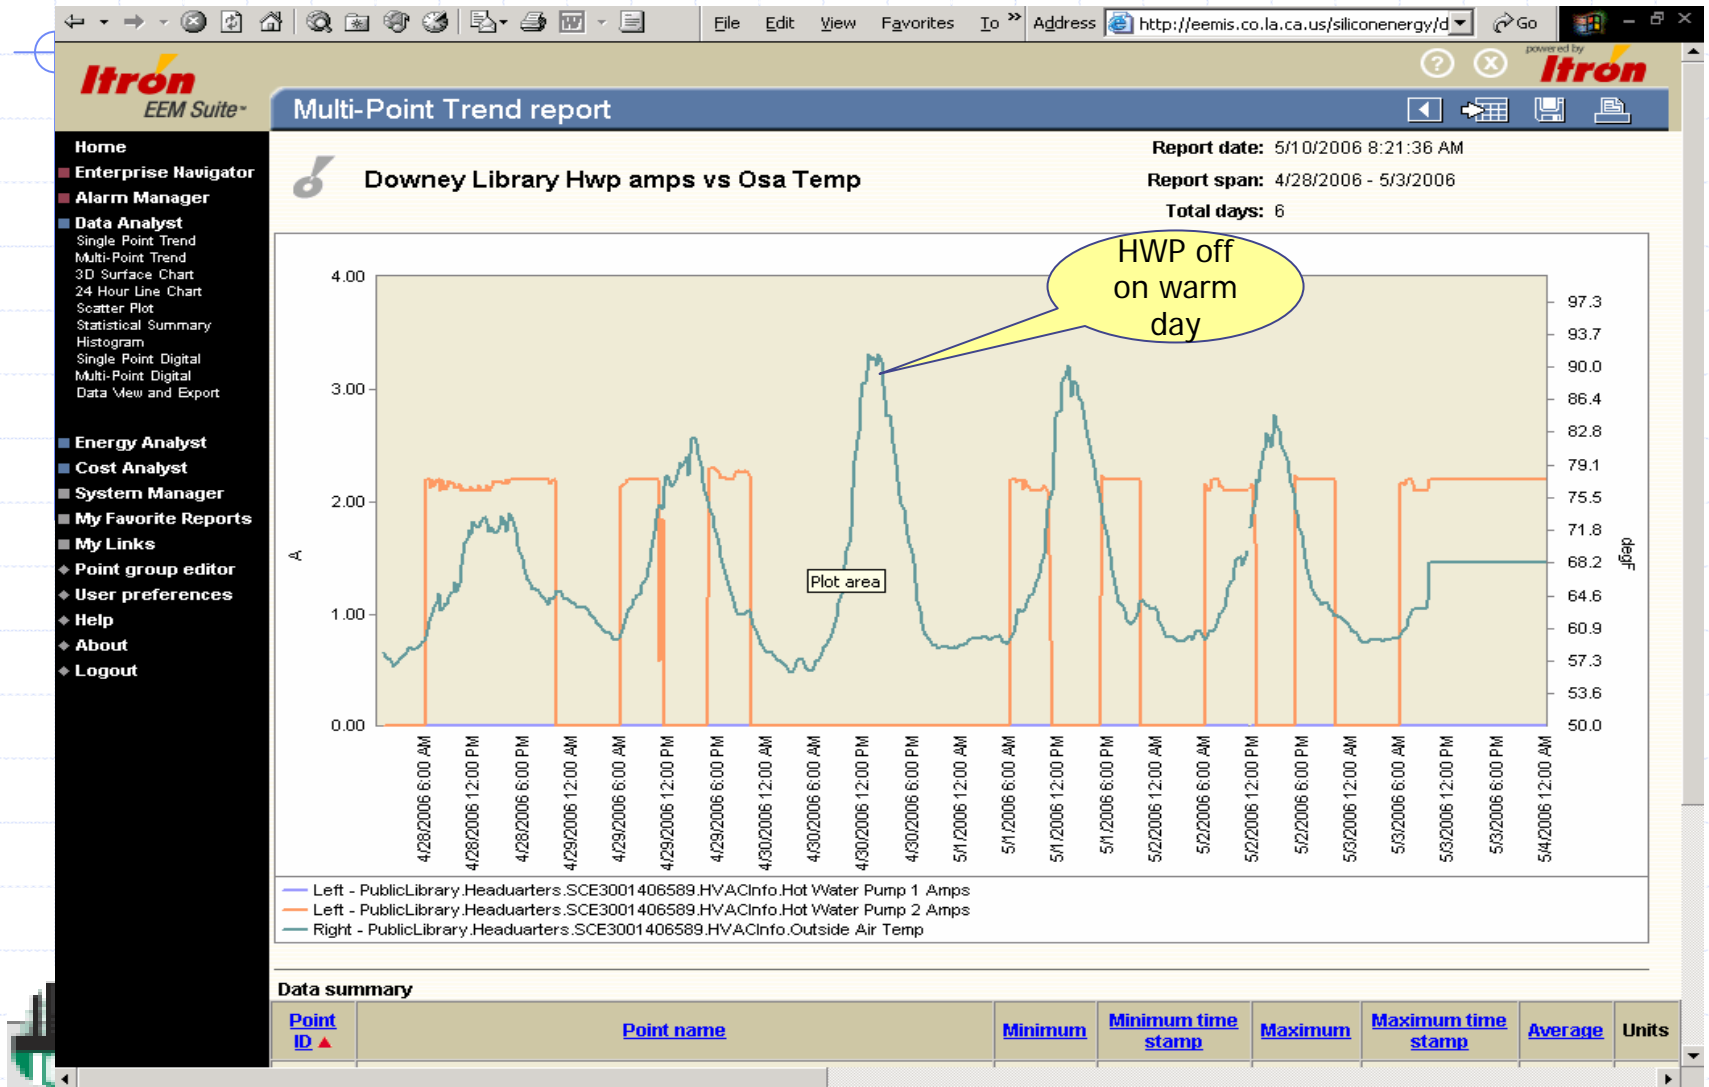 File Edit View Favorites To » Address http://eemis.co.la.ca.us/siliconenergy/d Go
Itron
EEM Suite
powered by
Itron
Multi-Point Trend report
Home
Enterprise Navigator
Alarm Manager
Data Analyst
Single Point Trend
Multi-Point Trend
3D Surface Chart
24 Hour Line Chart
Scatter Plot
Statistical Summary
Histogram
Single Point Digital
Multi-Point Digital
Data View and Export
Energy Analyst
Cost Analyst
System Manager
My Favorite Reports
My Links
Point group editor
User preferences
Help
About
Logout
Downey Library Hwp amps vs Osa Temp
Report date: 5/10/2006 8:21:36 AM
Report span: 4/28/2006 - 5/3/2006
Total days: 6
HWP off
on warm
day
4.00
3.00
2.00
1.00
0.00
A
Plot area
97.3
93.7
90.0
86.4
82.8
79.1
75.5
71.8
68.2
64.6
60.9
57.3
53.6
50.0
degF
4/28/2006 6:00 AM
4/28/2006 12:00 PM
4/28/2006 6:00 PM
4/29/2006 12:00 AM
4/29/2006 6:00 AM
4/29/2006 12:00 PM
4/29/2006 6:00 PM
4/30/2006 12:00 AM
4/30/2006 6:00 AM
4/30/2006 12:00 PM
4/30/2006 6:00 PM
5/1/2006 12:00 AM
5/1/2006 6:00 AM
5/1/2006 12:00 PM
5/1/2006 6:00 PM
5/2/2006 12:00 AM
5/2/2006 6:00 AM
5/2/2006 12:00 PM
5/2/2006 6:00 PM
5/3/2006 12:00 AM
5/3/2006 6:00 AM
5/3/2006 12:00 PM
5/3/2006 6:00 PM
5/4/2006 12:00 AM
Left - PublicLibrary.Headuarters.SCE3001406589.HVACInfo.Hot Water Pump 1 Amps
Left - PublicLibrary.Headuarters.SCE3001406589.HVACInfo.Hot Water Pump 2 Amps
Right - PublicLibrary.Headuarters.SCE3001406589.HVACInfo.Outside Air Temp
Data summary
Point ID
Point name
Minimum
Minimum time stamp
Maximum
Maximum time stamp
Average
Units